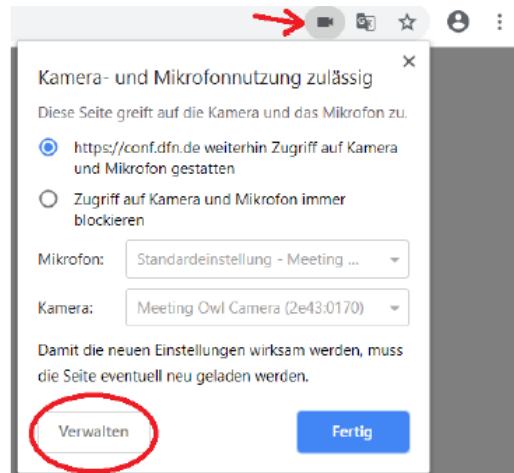 Kamera- und Mikrofonnutzung zulässig
Diese Seite greift auf die Kamera und das Mikrofon zu.
https://conf.dfn.de weiterhin Zugriff auf Kamera
und Mikrofon gestatten
Zugriff auf Kamera und Mikrofon immer
blockieren
Mikrofon: Standardeinstellung - Meeting ...
Kamera: Meeting Owl Camera (2e43:0170)
Damit die neuen Einstellungen wirksam werden, muss
die Seite eventuell neu geladen werden.
Verwalten Fertig